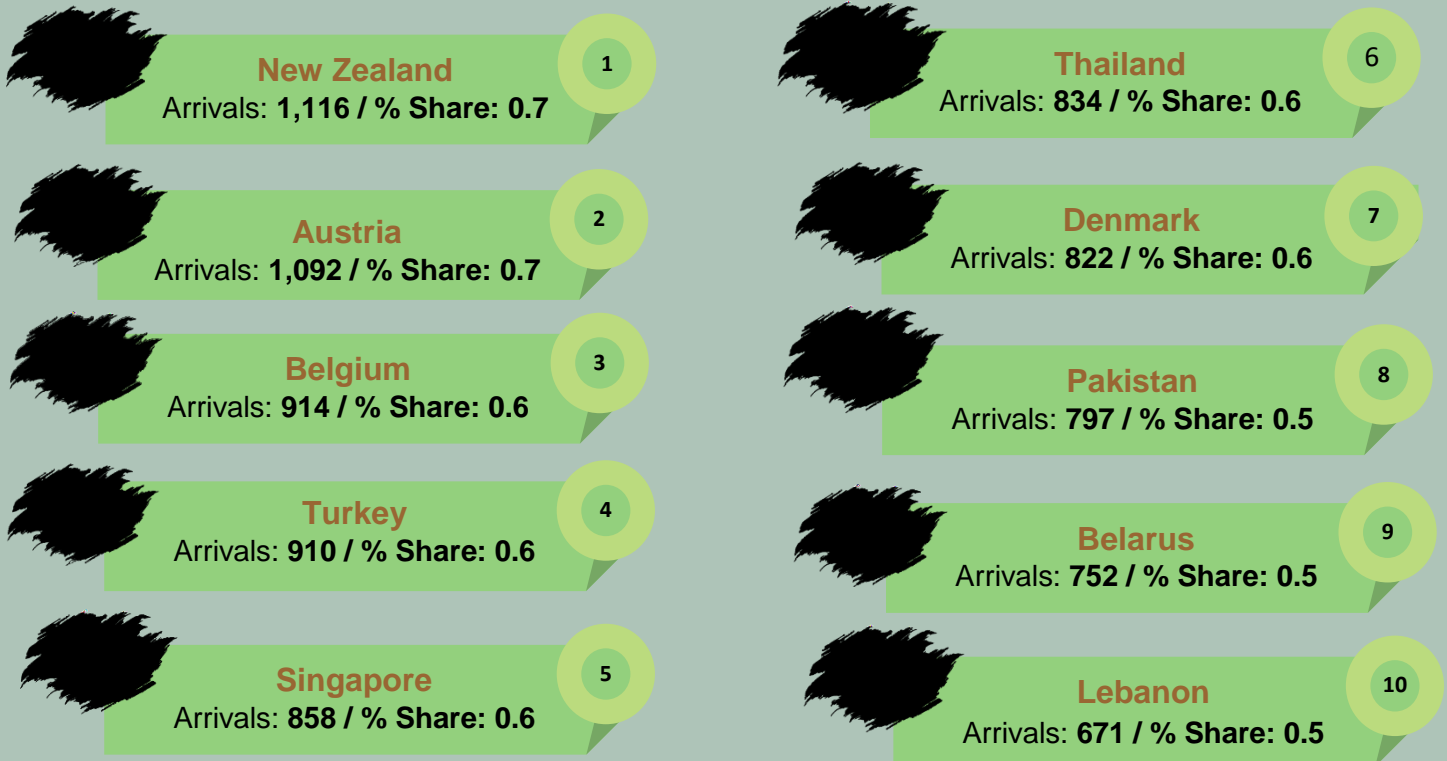 1
New Zealand
Arrivals: 1,116 / % Share: 0.7
2
Austria
Arrivals: 1,092 / % Share: 0.7
3
Belgium
Arrivals: 914 / % Share: 0.6
4
Turkey
Arrivals: 910 / % Share: 0.6
5
Singapore
Arrivals: 858 / % Share: 0.6
6
Thailand
Arrivals: 834 / % Share: 0.6
7
Denmark
Arrivals: 822 / % Share: 0.6
8
Pakistan
Arrivals: 797 / % Share: 0.5
9
Belarus
Arrivals: 752 / % Share: 0.5
10
Lebanon
Arrivals: 671 / % Share: 0.5